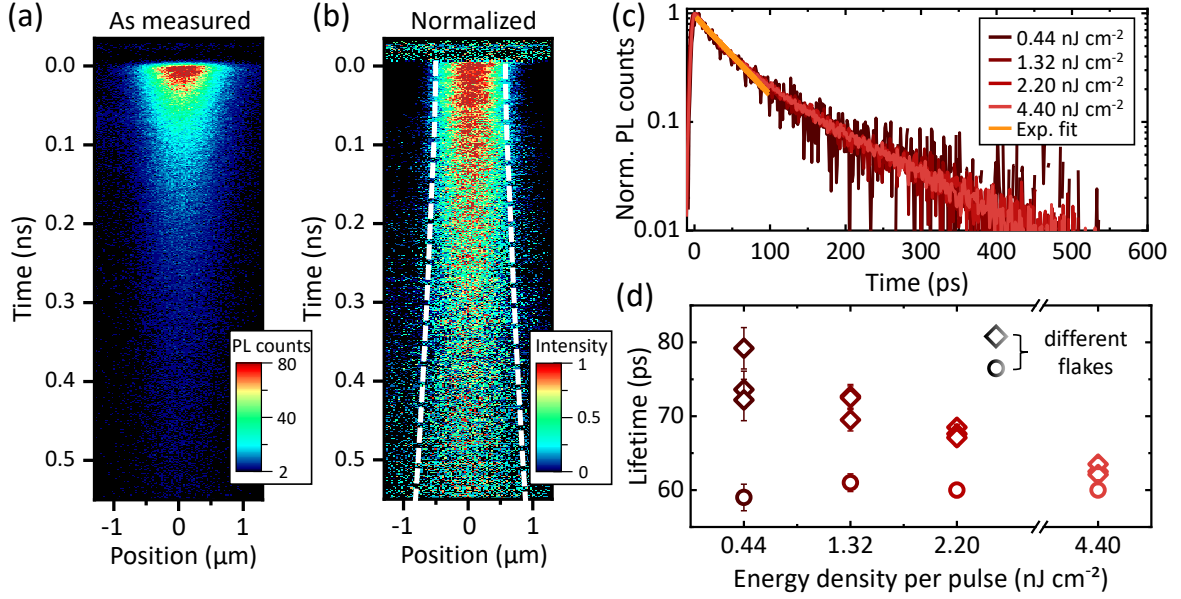 (a)
As measured
0.0
0.1
0.2
0.3
0.4
0.5
Time (ns)
-1
0
1
Position (µm)
PL counts
80
40
2
(b)
Normalized
0.0
0.1
0.2
0.3
0.4
0.5
Time (ns)
-1
0
1
Position (µm)
Intensity
1
0.5
0
(c)
1
0.1
0.01
Norm. PL counts
0.44 nJ cm⁻²
1.32 nJ cm⁻²
2.20 nJ cm⁻²
4.40 nJ cm⁻²
Exp. fit
0
100
200
300
400
500
600
Time (ps)
(d)
80
70
60
Lifetime (ps)
different
flakes
0.44
1.32
2.20
4.40
Energy density per pulse (nJ cm⁻²)